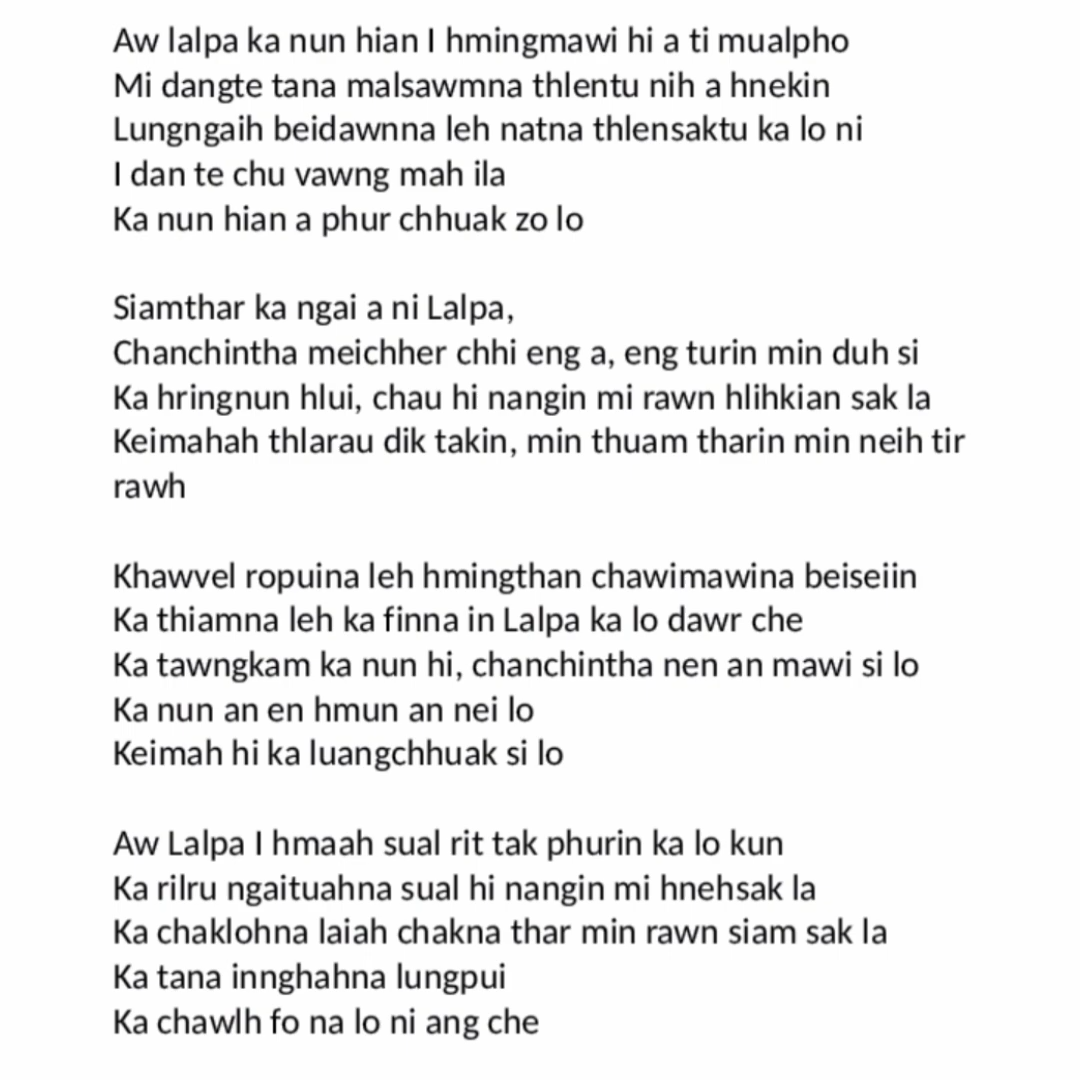 Aw lalpa ka nun hian I hmingmawi hi a ti mualpho
Mi dangte tana malsawmna thlentu nih a hnekin
Lungngaih beidawnna leh natna thlensaktu ka lo ni
I dan te chu vawng mah ila
Ka nun hian a phur chhuak zo lo

Siamthar ka ngai a ni Lalpa,
Chanchintha meichher chhi eng a, eng turin min duh si
Ka hringnun hlui, chau hi nangin mi rawn hlihkian sak la
Keimahah thlarau dik takin, min thuam tharin min neih tir
rawh

Khawvel ropuina leh hmingthan chawimawina beiseiin
Ka thiamna leh ka finna in Lalpa ka lo dawr che
Ka tawngkam ka nun hi, chanchintha nen an mawi si lo
Ka nun an en hmun an nei lo
Keimah hi ka luangchhuak si lo

Aw Lalpa I hmaah sual rit tak phurin ka lo kun
Ka rilru ngaituahna sual hi nangin mi hnehsak la
Ka chaklohna laiah chakna thar min rawn siam sak la
Ka tana innghahna lungpui
Ka chawlh fo na lo ni ang che